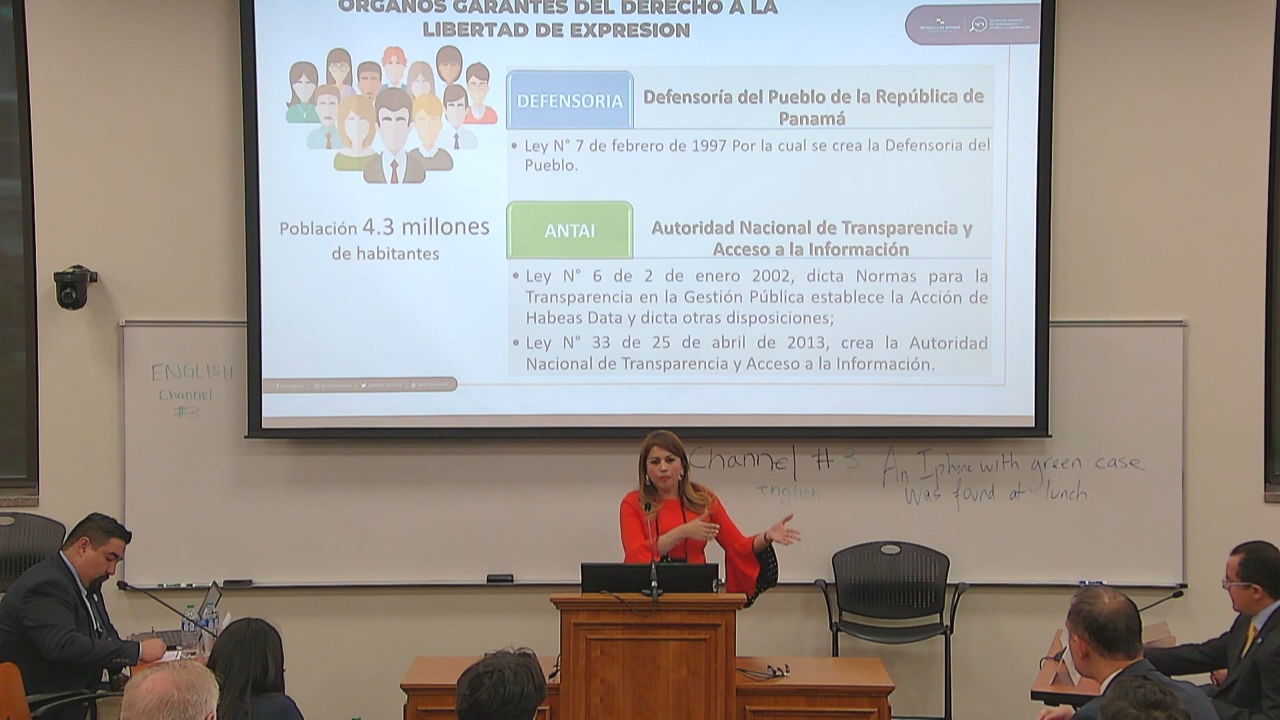 ORGANOS GARANTES DEL DERECHO A LA
LIBERTAD DE EXPRESION
DEFENSORIA
Defensoría del Pueblo de la República de
Panamá
• Ley N° 7 de febrero de 1997 Por la cual se crea la Defensoria del
Pueblo.
Población 4.3 millones
de habitantes
ANTAI
Autoridad Nacional de Transparencia y
Acceso a la Información
• Ley N° 6 de 2 de enero 2002, dicta Normas para la
Transparencia en la Gestión Pública establece la Acción de
Habeas Data y dicta otras disposiciones;
• Ley N° 33 de 25 de abril de 2013, crea la Autoridad
Nacional de Transparencia y Acceso a la Información.
ENGLISH
Channel
#3
Channel #3
english
An Iphone with green case
was found at lunch